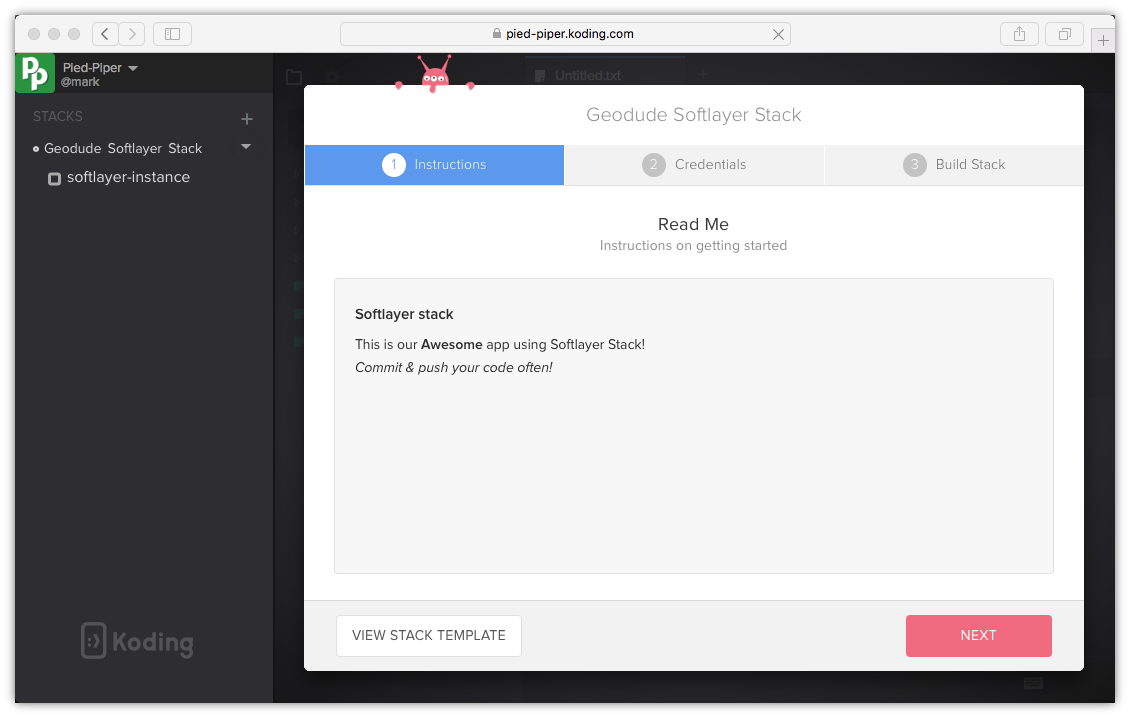 pied-piper.koding.com
Pp
Pied-Piper
@mark
Untitled.txt
STACKS
Geodude Softlayer Stack
softlayer-instance
Koding
Geodude Softlayer Stack
1 Instructions
2 Credentials
3 Build Stack
Read Me
Instructions on getting started
Softlayer stack
This is our Awesome app using Softlayer Stack!
Commit & push your code often!
VIEW STACK TEMPLATE
NEXT